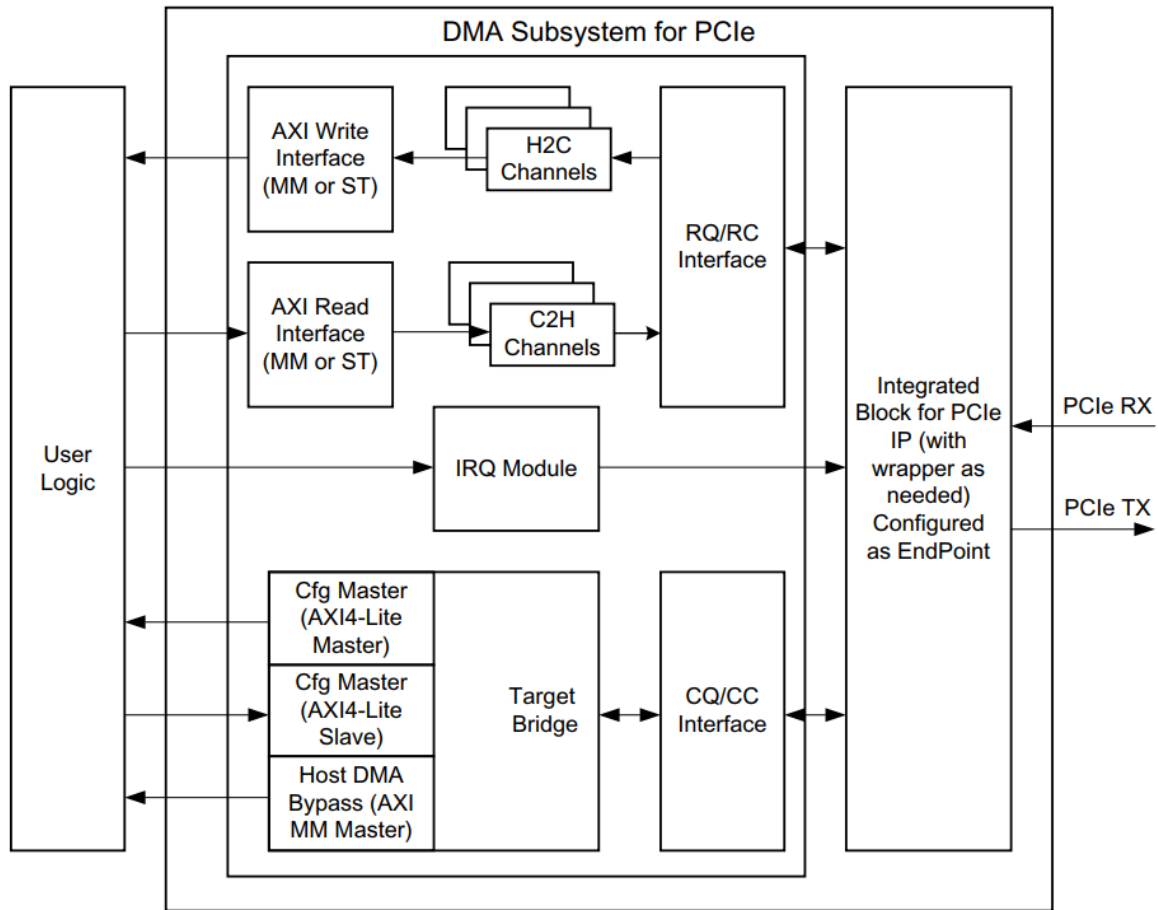 DMA Subsystem for PCIe
AXI Write
Interface
(MM or ST)
H2C
Channels
RQ/RC
Interface
AXI Read
Interface
(MM or ST)
C2H
Channels
User
Logic
IRQ Module
Integrated
Block for PCIe
IP (with
wrapper as
needed)
Configured
as EndPoint
PCIe RX
PCIe TX
Cfg Master
(AXI4-Lite
Master)
Cfg Master
(AXI4-Lite
Slave)
Host DMA
Bypass (AXI
MM Master)
Target
Bridge
CQ/CC
Interface